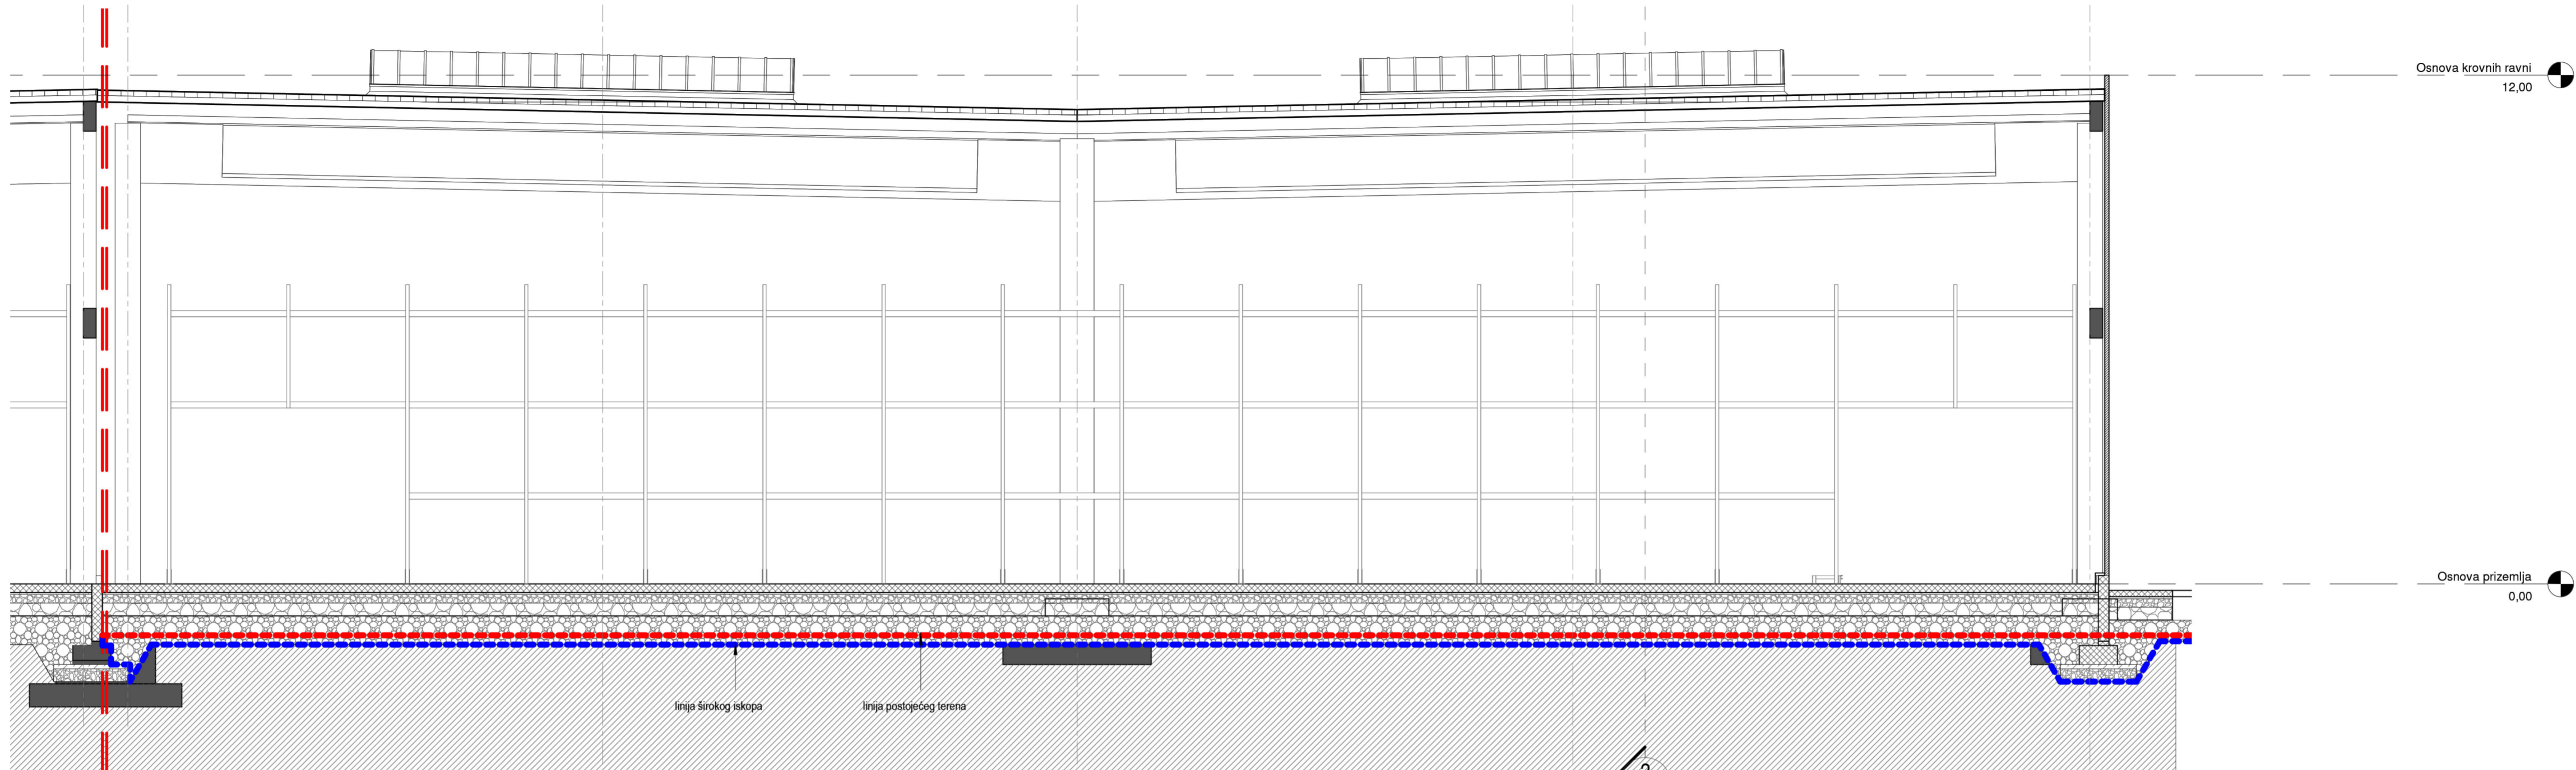 Osnova krovnih ravni
12,00
Osnova prizemlja
0,00
linija širokog iskopa
linija postojećeg terena